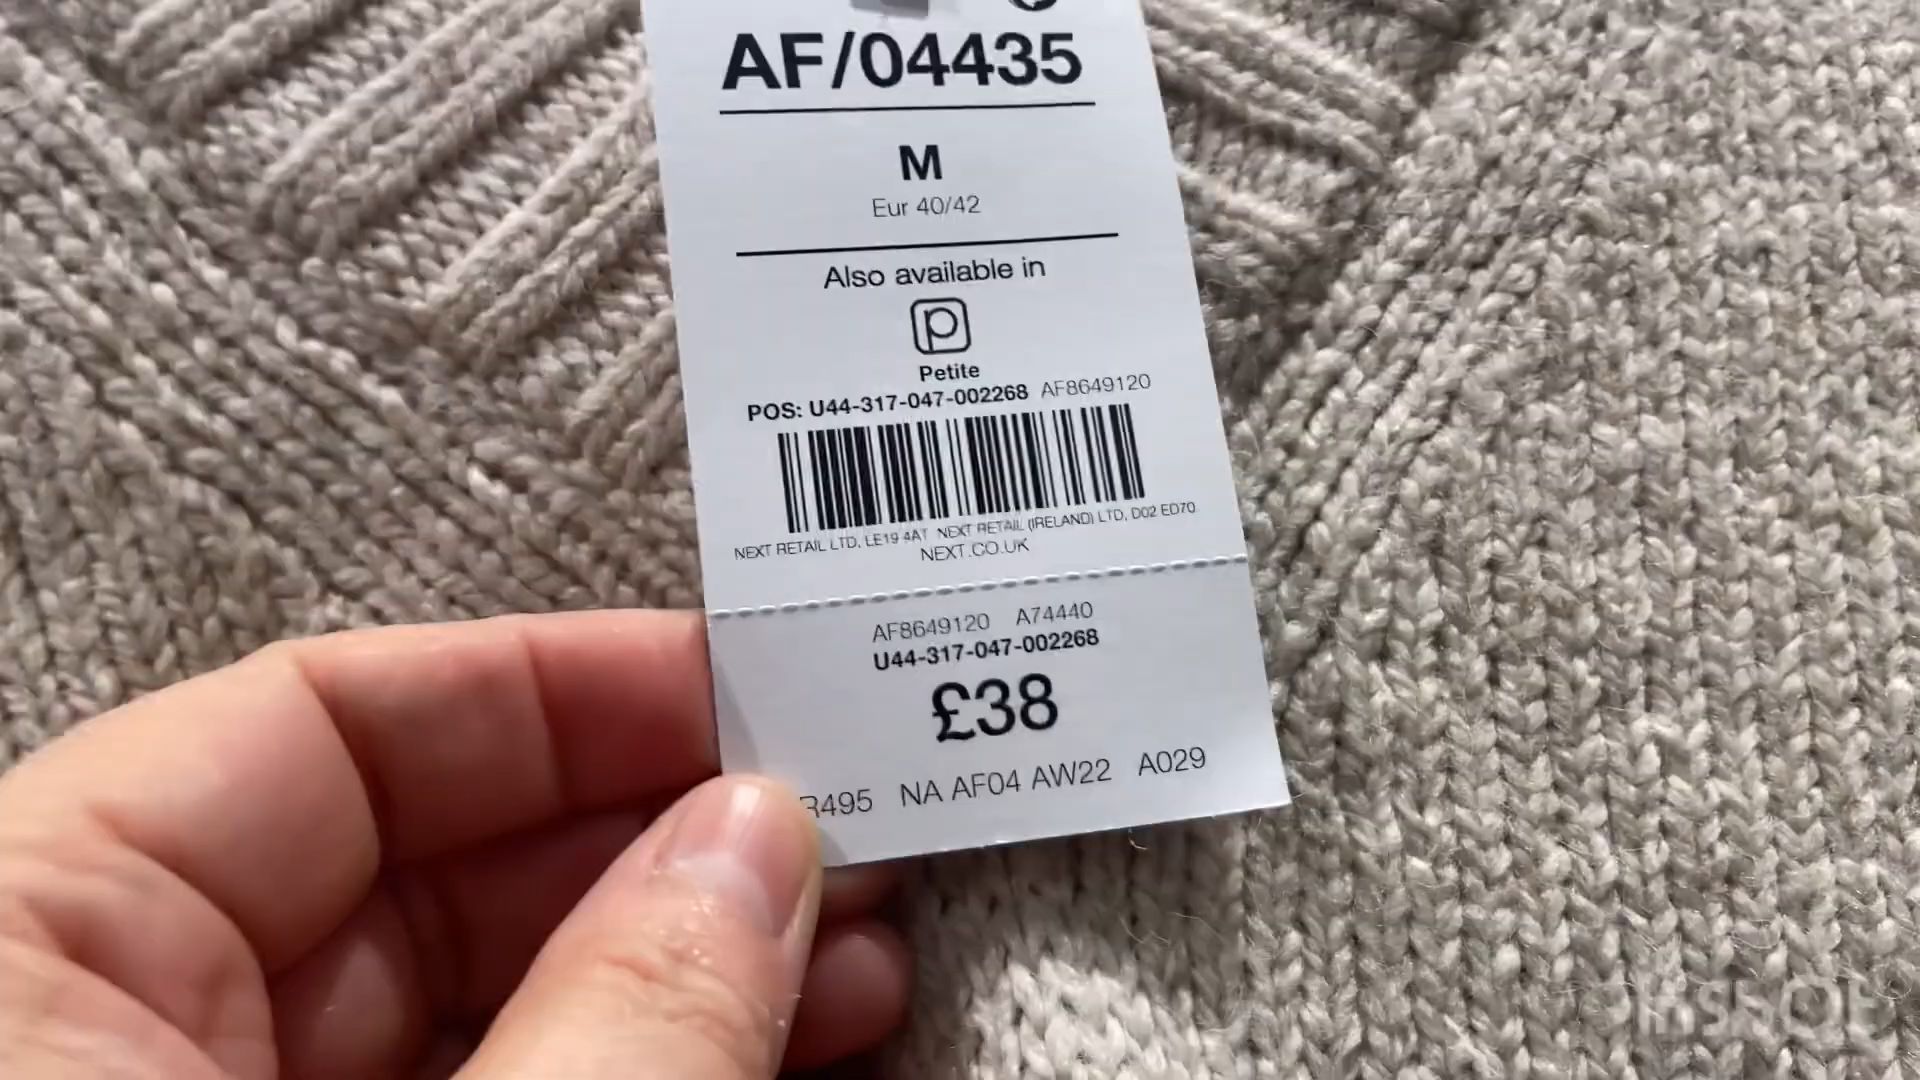 AF/04435
M
Eur 40/42
Also available in
p
Petite
POS: U44-317-047-002268 AF8649120
NEXT RETAIL LTD, LE19 4AT NEXT RETAIL (IRELAND) LTD, D02 ED70
NEXT.CO.UK
AF8649120 A74440
U44-317-047-002268
£38
R495 NA AF04 AW22 A029
InShOt